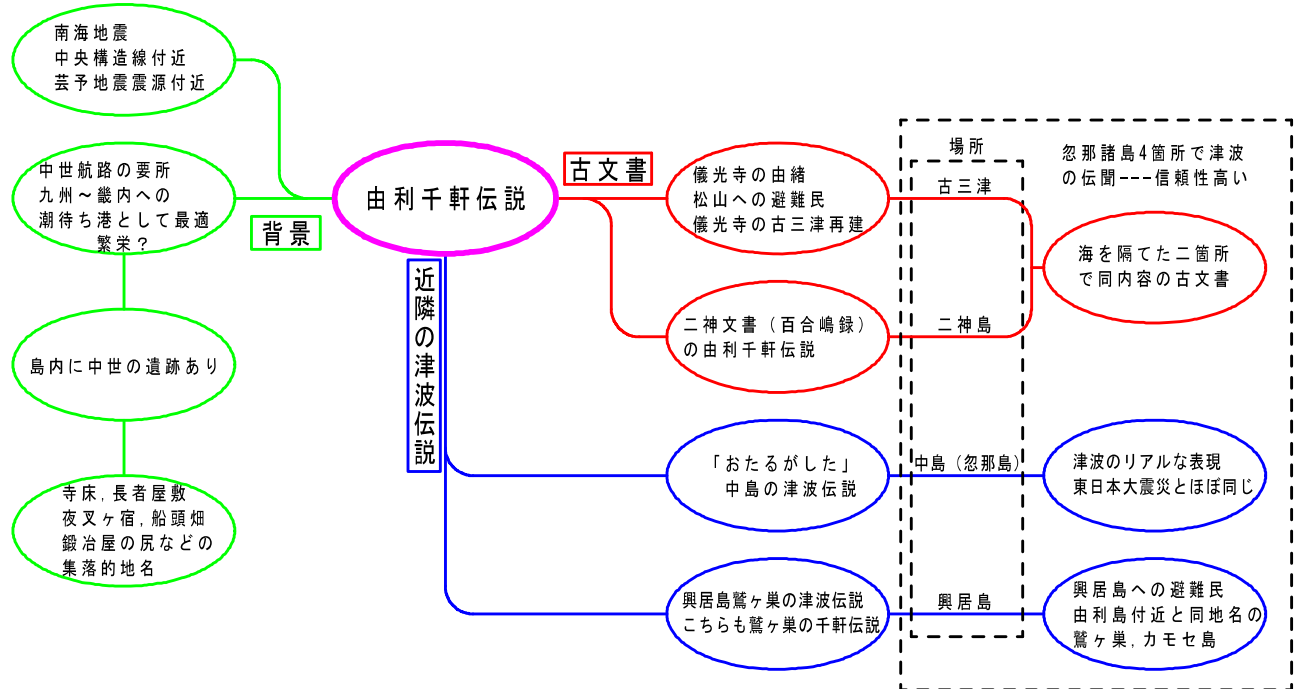 南海地震
中央構造線付近
芸予地震震源付近
中世航路の要所
九州～畿内への
潮待ち港として最適
繁栄？
背景
島内に中世の遺跡あり
寺床,長者屋敷
夜叉ヶ宿,船頭畑
鍛冶屋の尻などの
集落的地名
由利千軒伝説
古文書
儀光寺の由緒
松山への避難民
儀光寺の古三津再建
二神文書（百合嶋録）
の由利千軒伝説
近隣の津波伝説
「おたるがした」
中島の津波伝説
興居島鷲ヶ巣の津波伝説
こちらも鷲ヶ巣の千軒伝説
場所
古三津
二神島
中島（忽那島）
興居島
忽那諸島4箇所で津波
の伝聞---信頼性高い
海を隔てた二箇所
で同内容の古文書
津波のリアルな表現
東日本大震災とほぼ同じ
興居島への避難民
由利島付近と同地名の
鷲ヶ巣,カモセ島